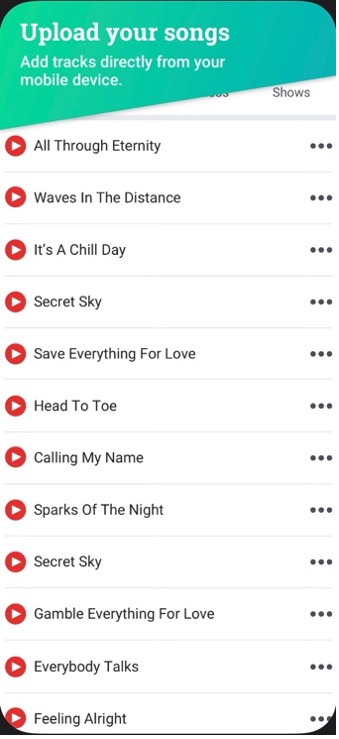 Upload your songs
Add tracks directly from your
mobile device.
Shows
All Through Eternity
Waves In The Distance
It’s A Chill Day
Secret Sky
Save Everything For Love
Head To Toe
Calling My Name
Sparks Of The Night
Secret Sky
Gamble Everything For Love
Everybody Talks
Feeling Alright